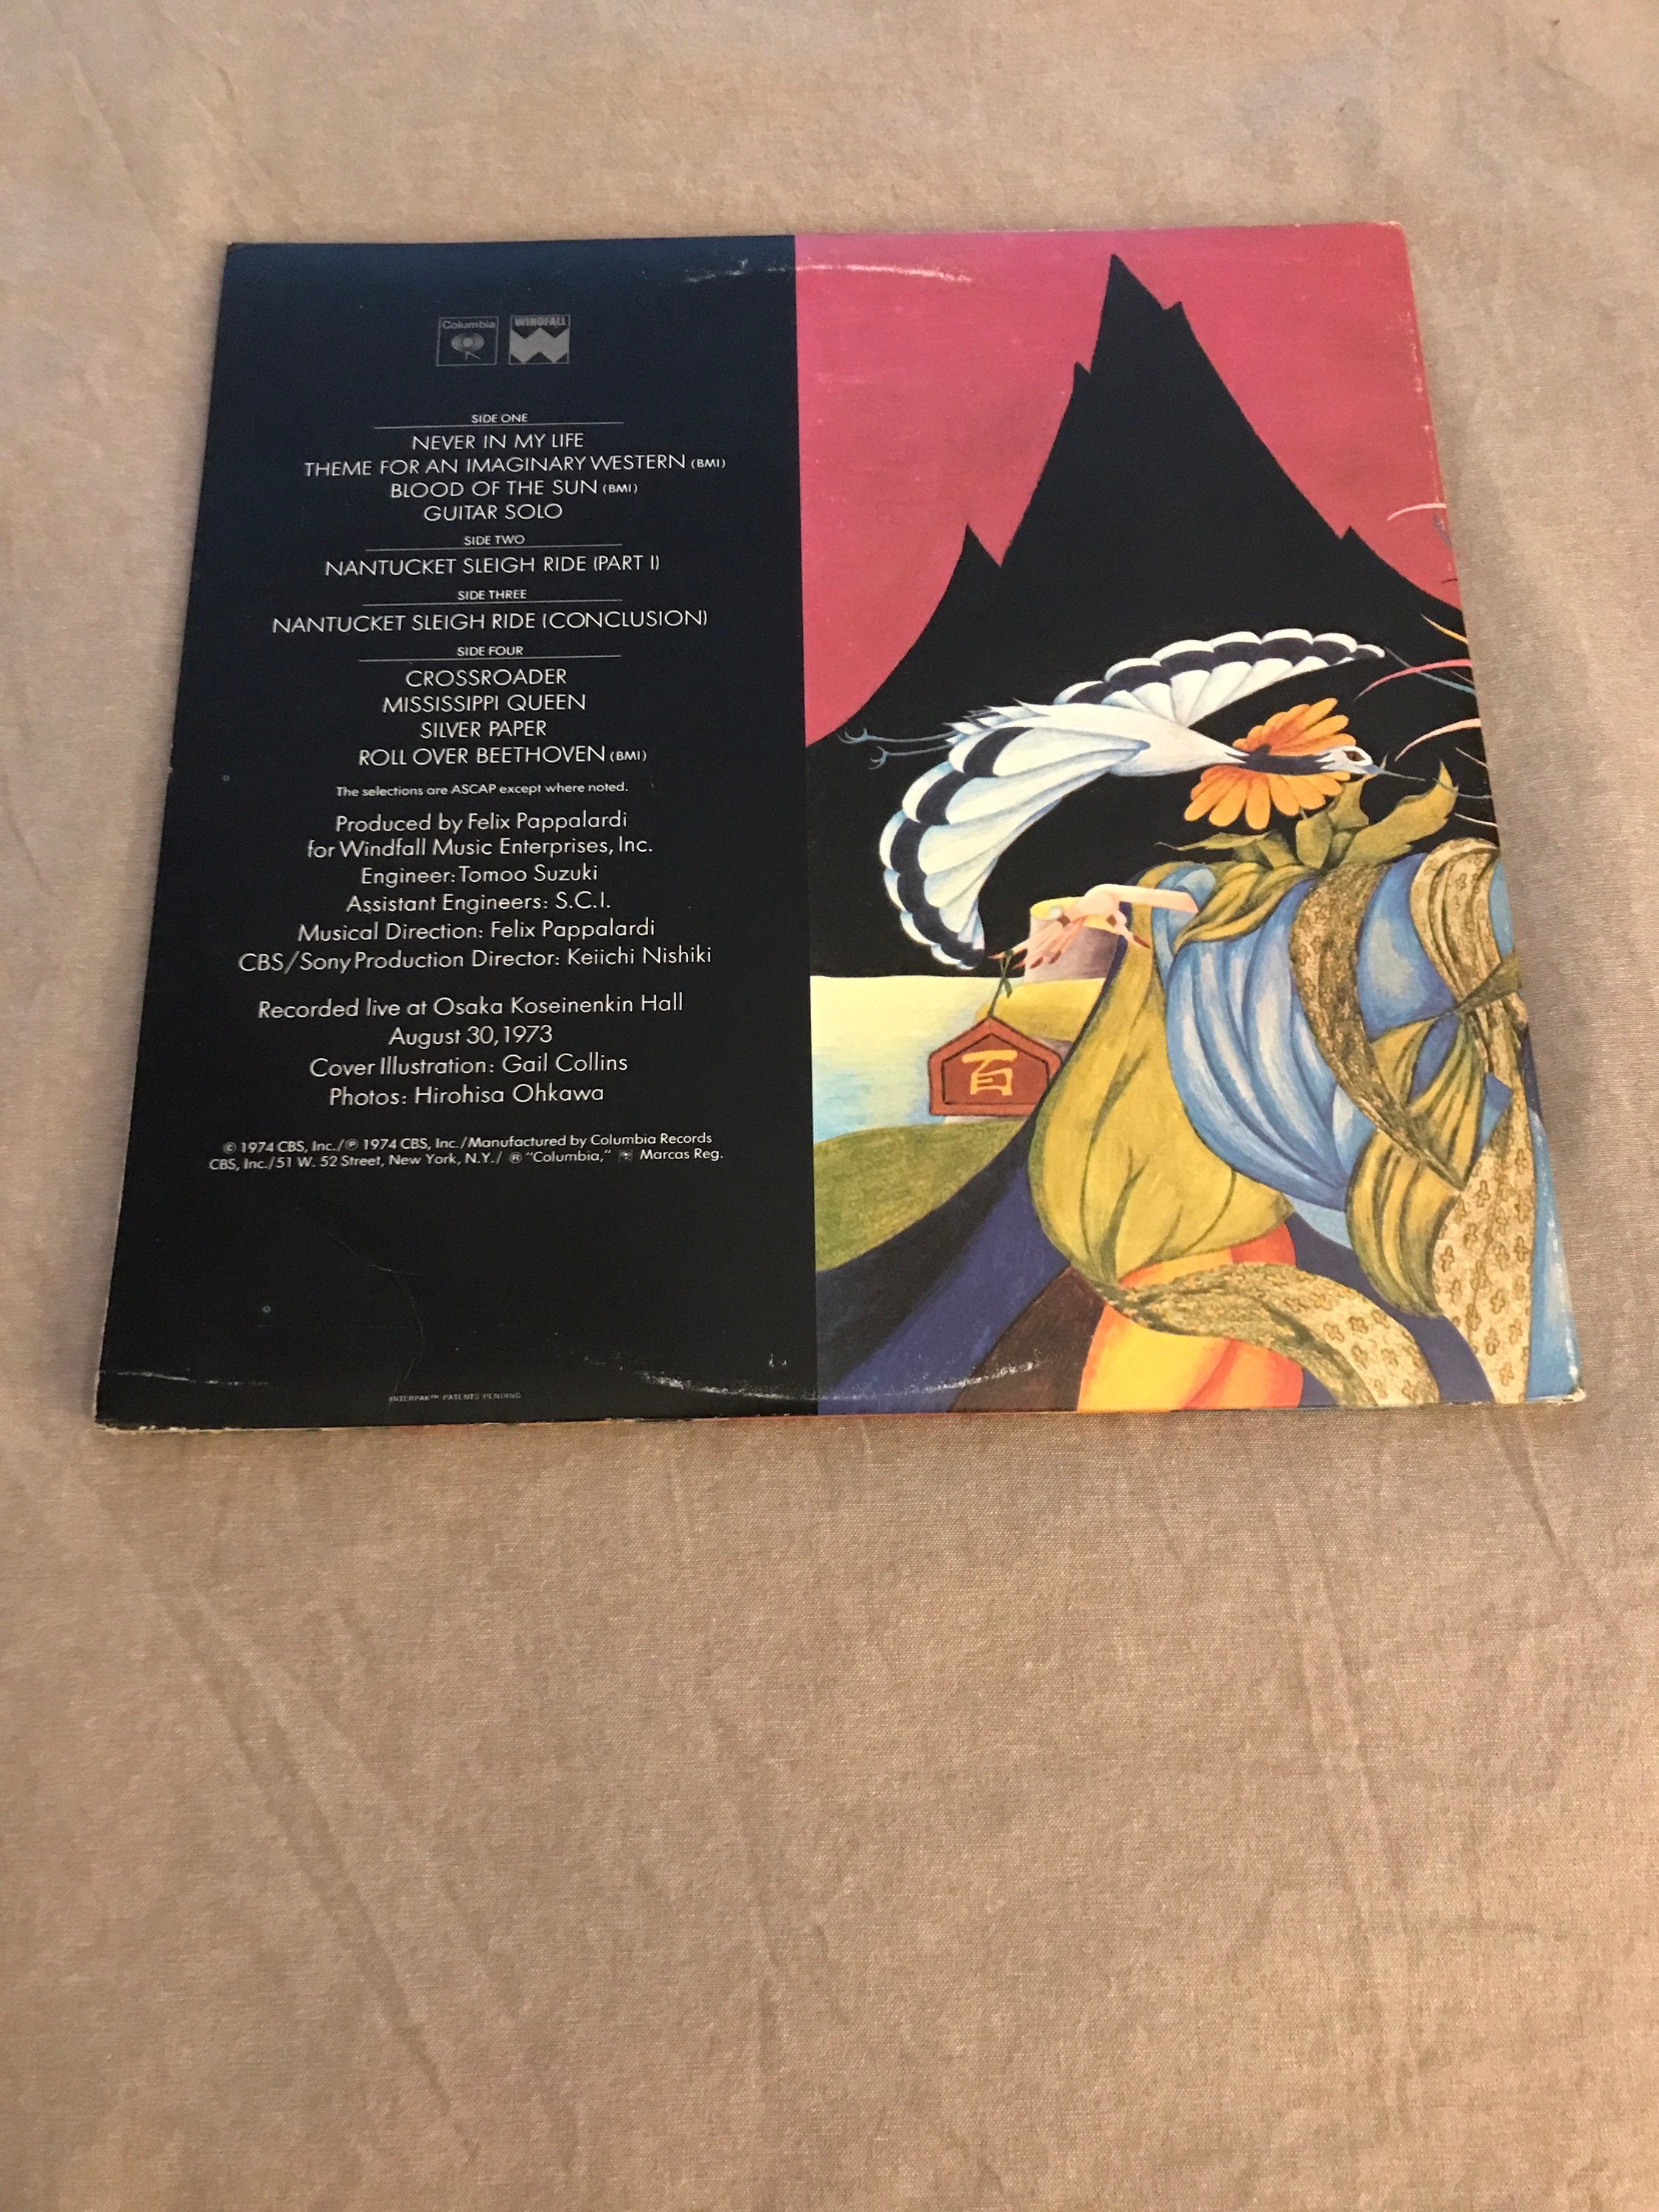 Columbia
WINDFALL
SIDE ONE
NEVER IN MY LIFE
THEME FOR AN IMAGINARY WESTERN (BMI)
BLOOD OF THE SUN (BMI)
GUITAR SOLO
SIDE TWO
NANTUCKET SLEIGH RIDE (PART I)
SIDE THREE
NANTUCKET SLEIGH RIDE (CONCLUSION)
SIDE FOUR
CROSSROADER
MISSISSIPPI QUEEN
SILVER PAPER
ROLL OVER BEETHOVEN (BMI)
The selections are ASCAP except where noted.
Produced by Felix Pappalardi
for Windfall Music Enterprises, Inc.
Engineer: Tomoo Suzuki
Assistant Engineers: S.C.I.
Musical Direction: Felix Pappalardi
CBS/Sony Production Director: Keiichi Nishiki
Recorded live at Osaka Koseinenkin Hall
August 30, 1973
Cover Illustration: Gail Collins
Photos: Hirohisa Ohkawa
© 1974 CBS, Inc./℗ 1974 CBS, Inc./Manufactured by Columbia Records
CBS, Inc./51 W. 52 Street, New York, N.Y./ ® "Columbia," Marcas Reg.
INTERPAK™ PATENTS PENDING
百